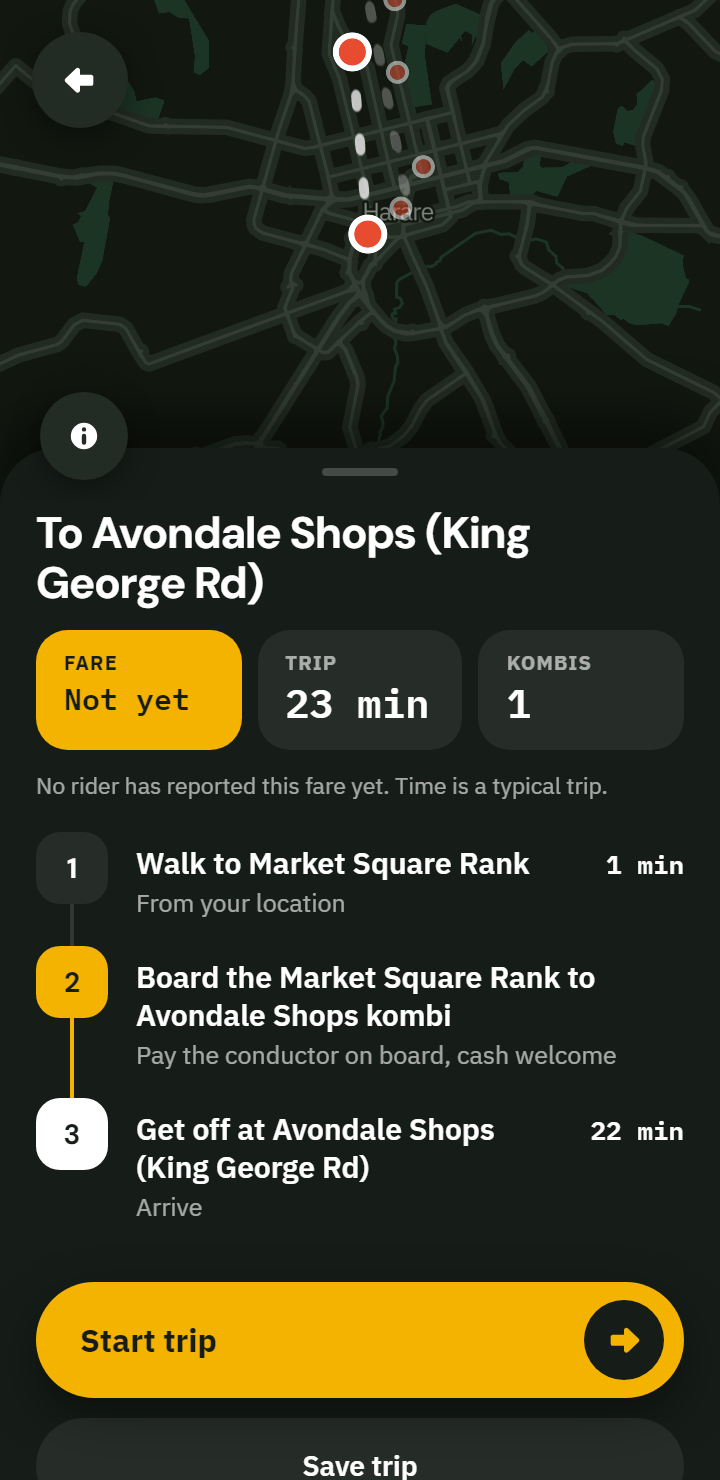 Harare
To Avondale Shops (King
George Rd)
FARE
Not yet
TRIP
23 min
KOMBIS
1
No rider has reported this fare yet. Time is a typical trip.
1
Walk to Market Square Rank
1 min
From your location
2
Board the Market Square Rank to
Avondale Shops kombi
Pay the conductor on board, cash welcome
3
Get off at Avondale Shops
22 min
(King George Rd)
Arrive
Start trip
Save trip